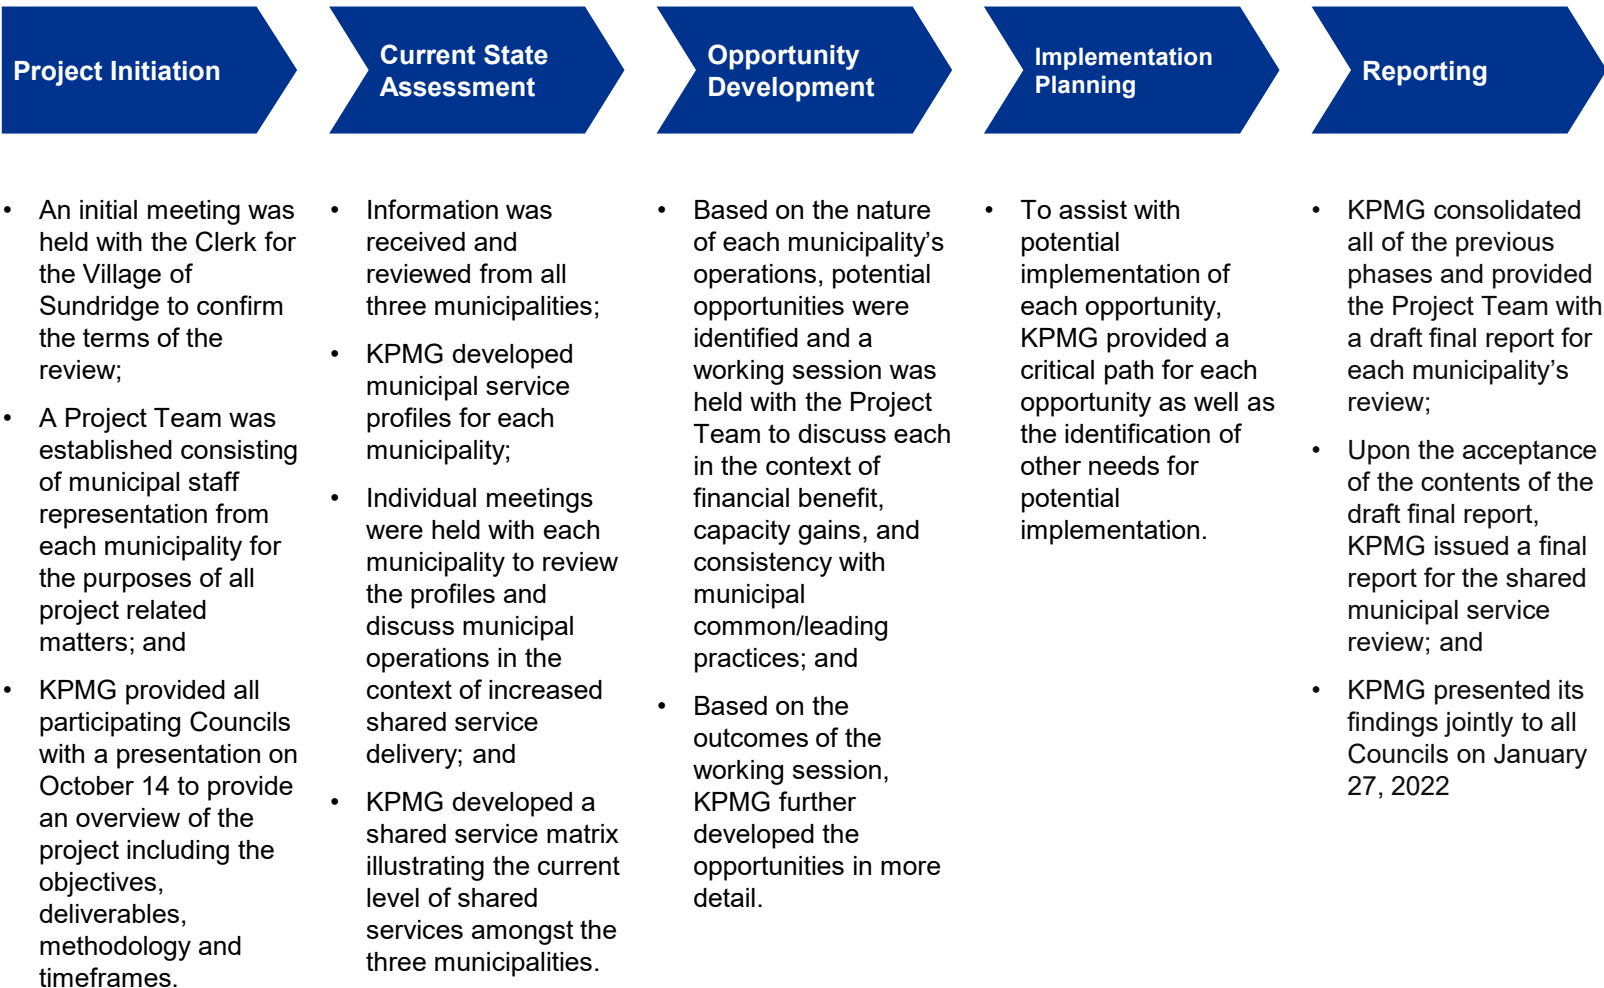 Project Initiation
An initial meeting was
held with the Clerk for
the Village of
Sundridge to confirm
the terms of the
review;
A Project Team was
established consisting
of municipal staff
representation from
each municipality for
the purposes of all
project related
matters; and
KPMG provided all
participating Councils
with a presentation on
October 14 to provide
an overview of the
project including the
objectives,
deliverables,
methodology and
timeframes.
Current State
Assessment
Information was
received and
reviewed from all
three municipalities;
KPMG developed
municipal service
profiles for each
municipality;
Individual meetings
were held with each
municipality to review
the profiles and
discuss municipal
operations in the
context of increased
shared service
delivery; and
KPMG developed a
shared service matrix
illustrating the current
level of shared
services amongst the
three municipalities.
Opportunity
Development
Based on the nature
of each municipality’s
operations, potential
opportunities were
identified and a
working session was
held with the Project
Team to discuss each
in the context of
financial benefit,
capacity gains, and
consistency with
municipal
common/leading
practices; and
Based on the
outcomes of the
working session,
KPMG further
developed the
opportunities in more
detail.
Implementation
Planning
To assist with
potential
implementation of
each opportunity,
KPMG provided a
critical path for each
opportunity as well as
the identification of
other needs for
potential
implementation.
Reporting
KPMG consolidated
all of the previous
phases and provided
the Project Team with
a draft final report for
each municipality’s
review;
Upon the acceptance
of the contents of the
draft final report,
KPMG issued a final
report for the shared
municipal service
review; and
KPMG presented its
findings jointly to all
Councils on January
27, 2022